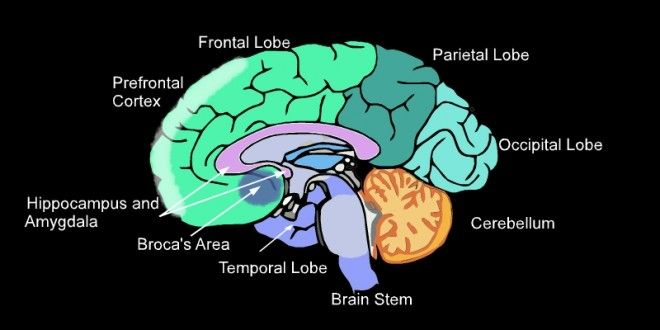 Frontal Lobe
Parietal Lobe
Prefrontal
Cortex
Occipital Lobe
Hippocampus and
Amygdala
Cerebellum
Broca's Area
Temporal Lobe
Brain Stem